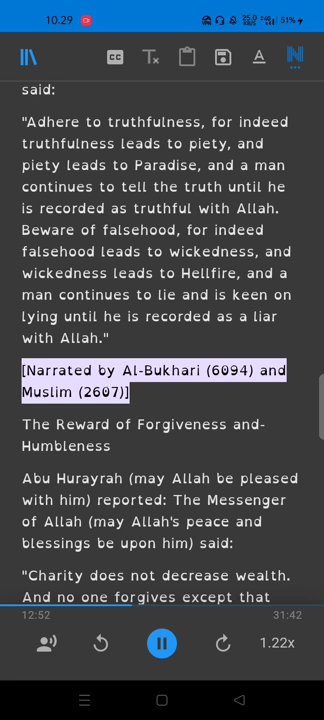 10.29
25.0
KB/S
51%
CC
said:
"Adhere to truthfulness, for indeed
truthfulness leads to piety, and
piety leads to Paradise, and a man
continues to tell the truth until he
is recorded as truthful with Allah.
Beware of falsehood, for indeed
falsehood leads to wickedness, and
wickedness leads to Hellfire, and a
man continues to lie and is keen on
lying until he is recorded as a liar
with Allah."
[Narrated by Al-Bukhari (6094) and
Muslim (2607)]
The Reward of Forgiveness and-
Humbleness
Abu Hurayrah (may Allah be pleased
with him) reported: The Messenger
of Allah (may Allah's peace and
blessings be upon him) said:
"Charity does not decrease wealth.
And no one forgives except that
12:52
31:42
1.22x